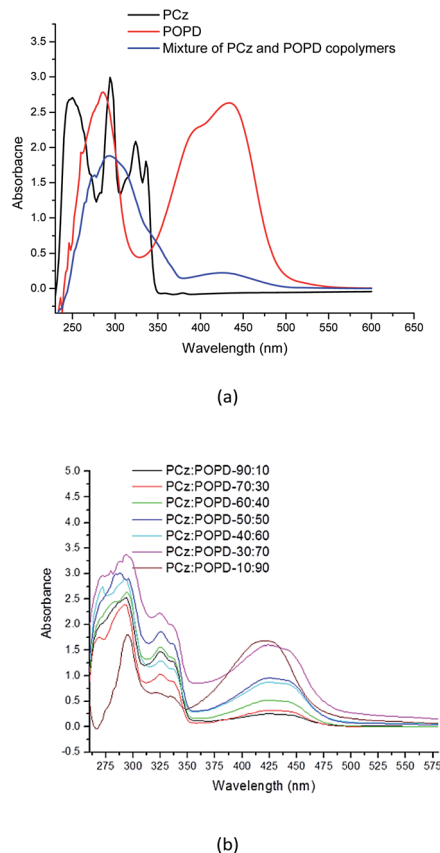 PCz
POPD
Mixture of PCz and POPD copolymers
3.5
3.0
2.5
2.0
1.5
1.0
0.5
0.0
Absorbacne
250 300 350 400 450 500 550 600 650
Wavelength (nm)
(a)
PCz:POPD-90:10
PCz:POPD-70:30
PCz:POPD-60:40
PCz:POPD-50:50
PCz:POPD-40:60
PCz:POPD-30:70
PCz:POPD-10:90
5.0
4.5
4.0
3.5
3.0
2.5
2.0
1.5
1.0
0.5
0.0
-0.5
Absorbance
275 300 325 350 375 400 425 450 475 500 525 550 575
Wavelength (nm)
(b)